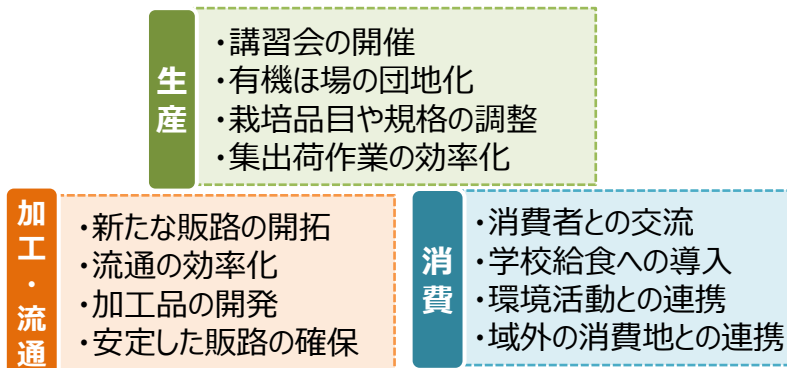 生産
・講習会の開催
・有機ほ場の団地化
・栽培品目や規格の調整
・集出荷作業の効率化
加工・流通
・新たな販路の開拓
・流通の効率化
・加工品の開発
・安定した販路の確保
消費
・消費者との交流
・学校給食への導入
・環境活動との連携
・域外の消費地との連携